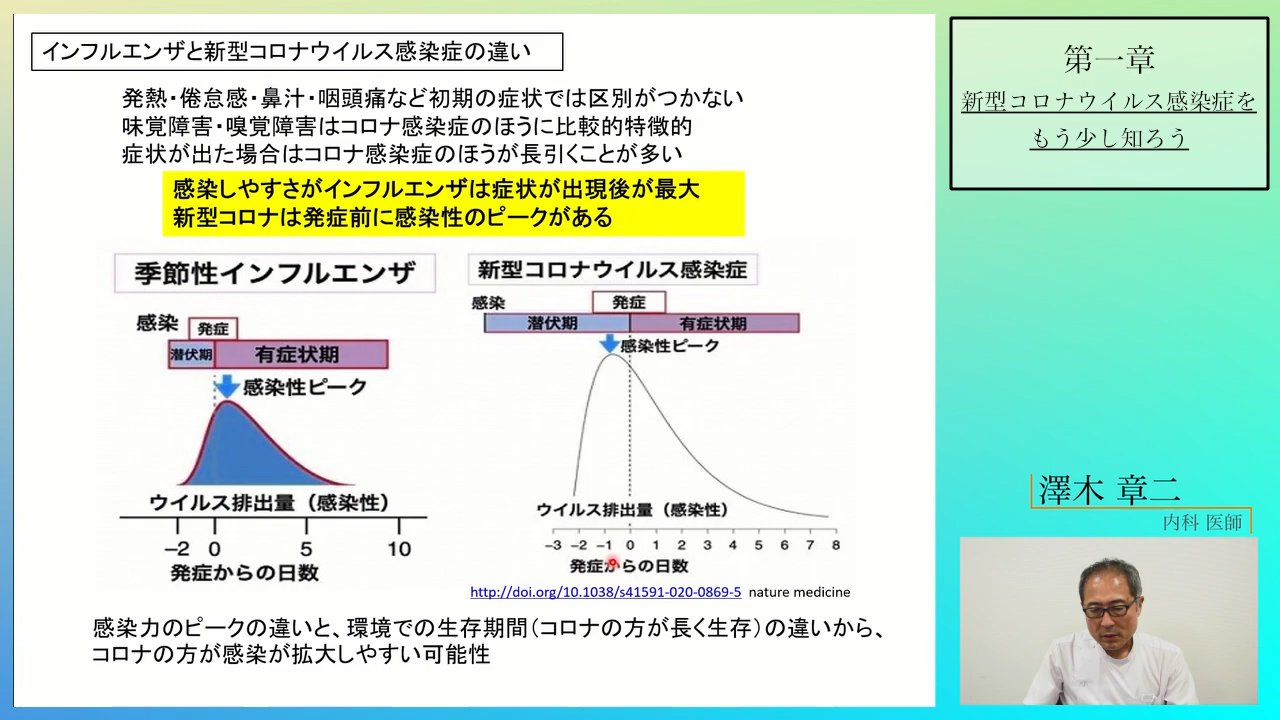 インフルエンザと新型コロナウイルス感染症の違い
発熱・倦怠感・鼻汁・咽頭痛など初期の症状では区別がつかない
味覚障害・嗅覚障害はコロナ感染症のほうに比較的特徴的
症状が出た場合はコロナ感染症のほうが長引くことが多い
感染しやすさがインフルエンザは症状が出現後が最大
新型コロナは発症前に感染性のピークがある
季節性インフルエンザ
感染
発症
潜伏期
有症状期
感染性ピーク
ウイルス排出量（感染性）
−2 0 5 10
発症からの日数
新型コロナウイルス感染症
感染
発症
潜伏期
有症状期
感染性ピーク
ウイルス排出量（感染性）
−3 −2 −1 0 1 2 3 4 5 6 7 8
発症からの日数
http://doi.org/10.1038/s41591-020-0869-5 nature medicine
感染力のピークの違いと、環境での生存期間（コロナの方が長く生存）の違いから、
コロナの方が感染が拡大しやすい可能性
第一章
新型コロナウイルス感染症を
もう少し知ろう
澤木 章二
内科 医師